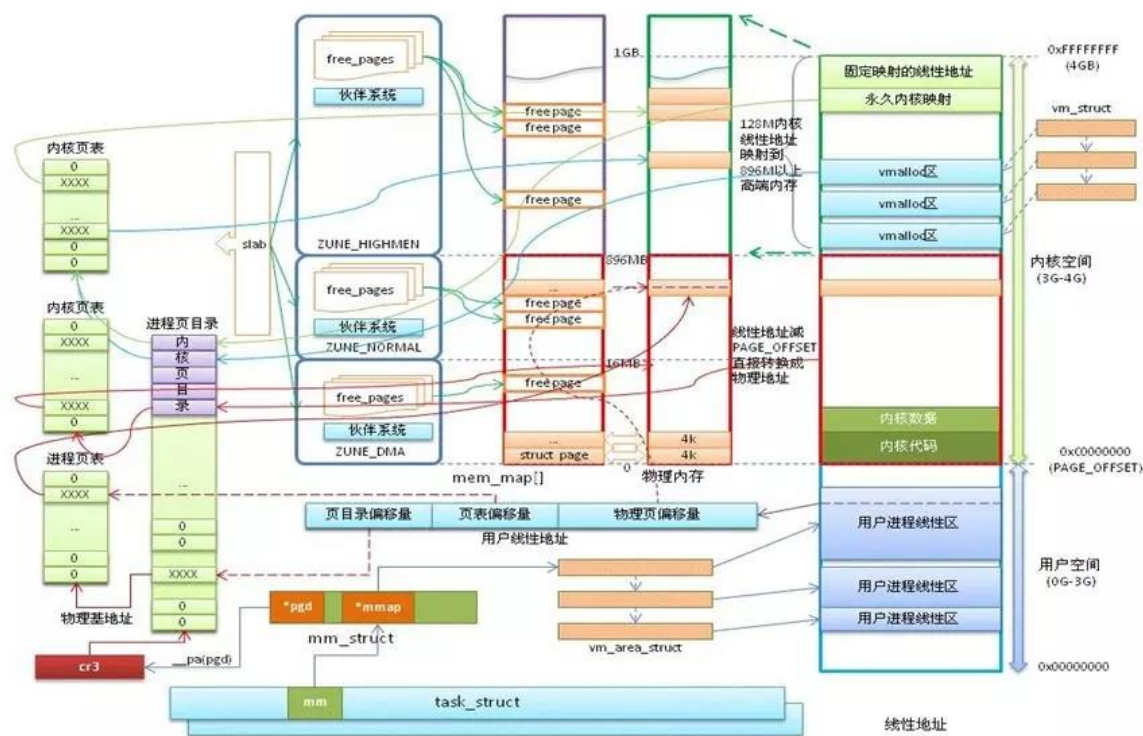 free_pages
伙伴系统
ZUNE_HIGHMEN
free_pages
伙伴系统
ZUNE_NORMAL
free_pages
伙伴系统
ZUNE_DMA
slab
内核页表
0
XXXX
...
XXXX
0
0
内核页表
0
XXXX
...
XXXX
0
进程页表
0
XXXX
...
0
0
进程页目录
内
核
页
目
录
...
0
0
XXXX
0
0
物理基地址
cr3
__pa(pgd)
free page
free page
free page
...
free page
free page
free page
...
struct page
mem_map[]
1GB
896MB
16MB
0
4k
4k
物理内存
128M内核
线性地址
映射到
896M以上
高端内存
线性地址减
PAGE_OFFSET
直接转换成
物理地址
固定映射的线性地址
永久内核映射
vmalloc区
vmalloc区
vmalloc区
内核数据
内核代码
用户进程线性区
用户进程线性区
用户进程线性区
0xFFFFFFFF
(4GB)
vm_struct
内核空间
(3G-4G)
0xC0000000
(PAGE_OFFSET)
用户空间
(0G-3G)
0x00000000
线性地址
页目录偏移量
页表偏移量
物理页偏移量
用户线性地址
*pgd
*mmap
mm_struct
vm_area_struct
mm
task_struct